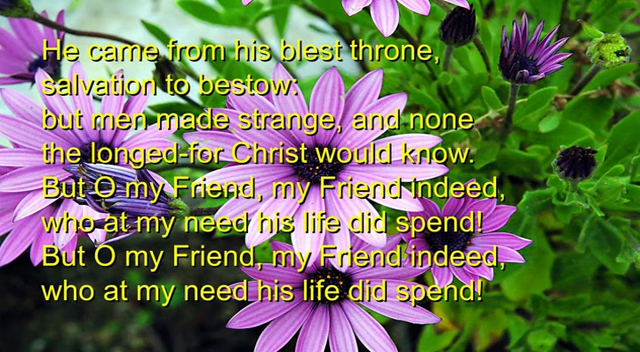 He came from his blest throne,
salvation to bestow:
but men made strange, and none
the longed-for Christ would know.
But O my Friend, my Friend indeed,
who at my need his life did spend!
But O my Friend, my Friend indeed,
who at my need his life did spend!